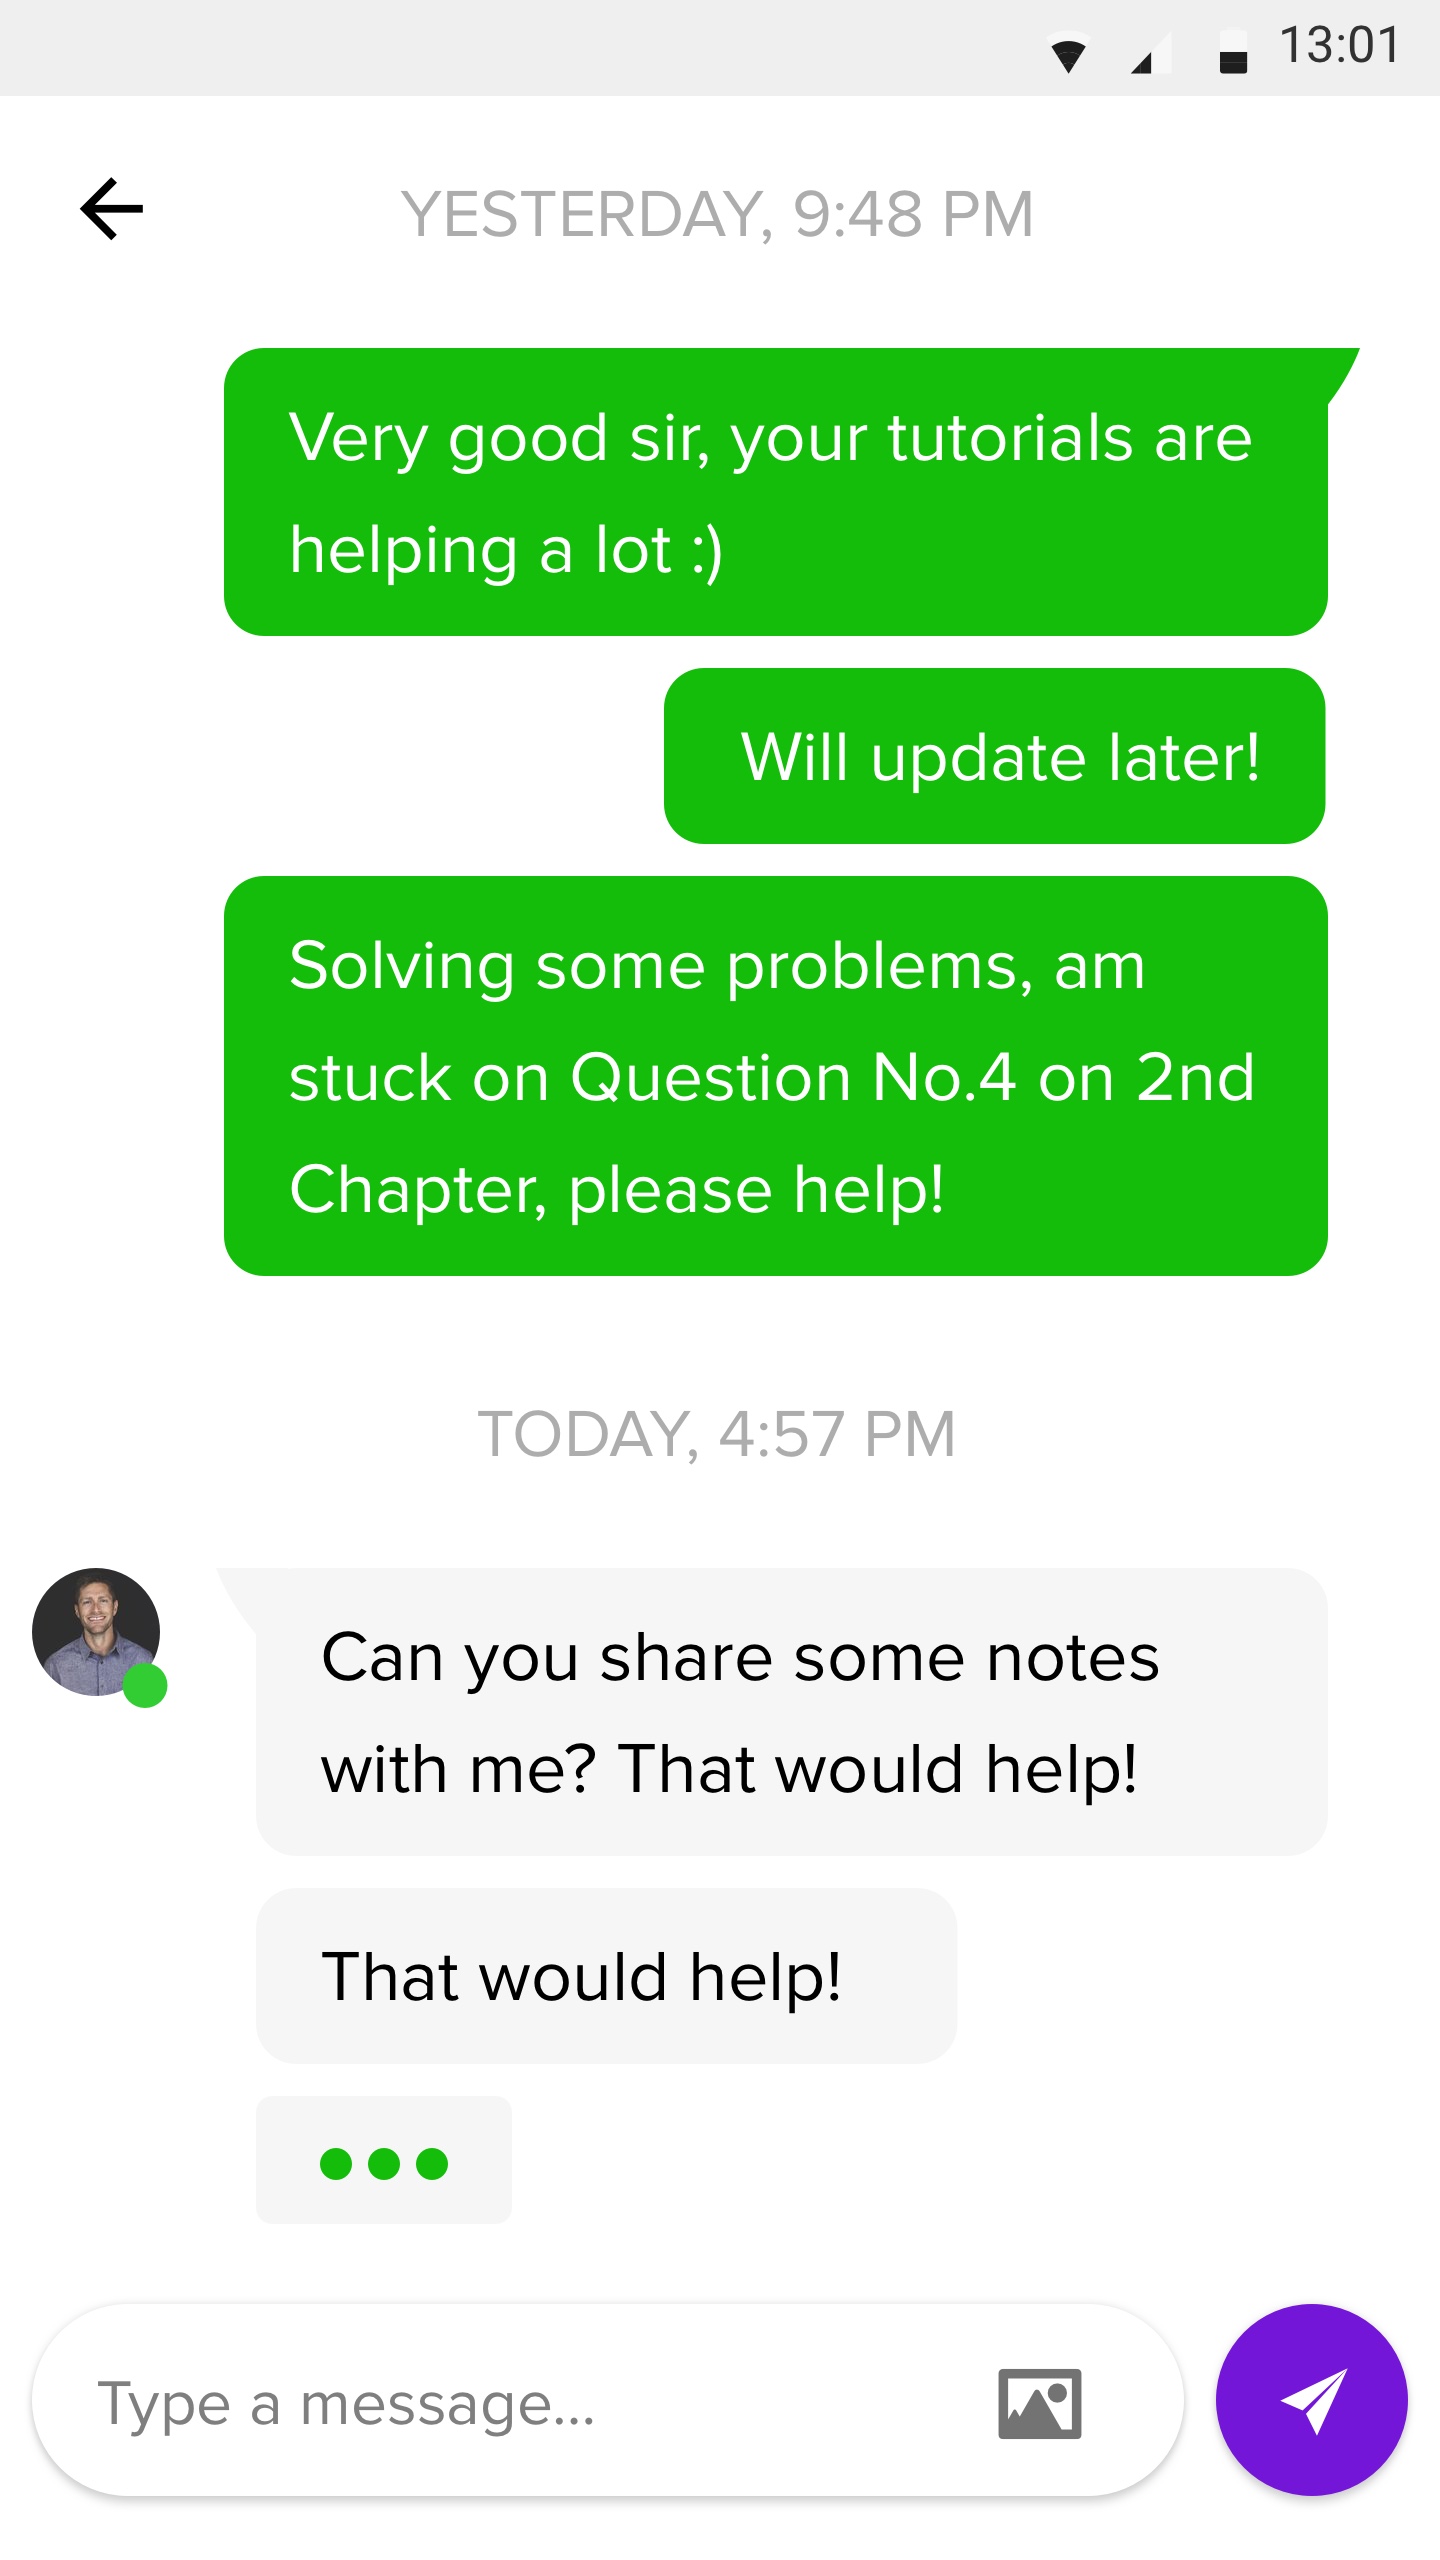 13:01
YESTERDAY, 9:48 PM
Very good sir, your tutorials are
helping a lot :)
Will update later!
Solving some problems, am
stuck on Question No.4 on 2nd
Chapter, please help!
TODAY, 4:57 PM
Can you share some notes
with me? That would help!
That would help!
Type a message...